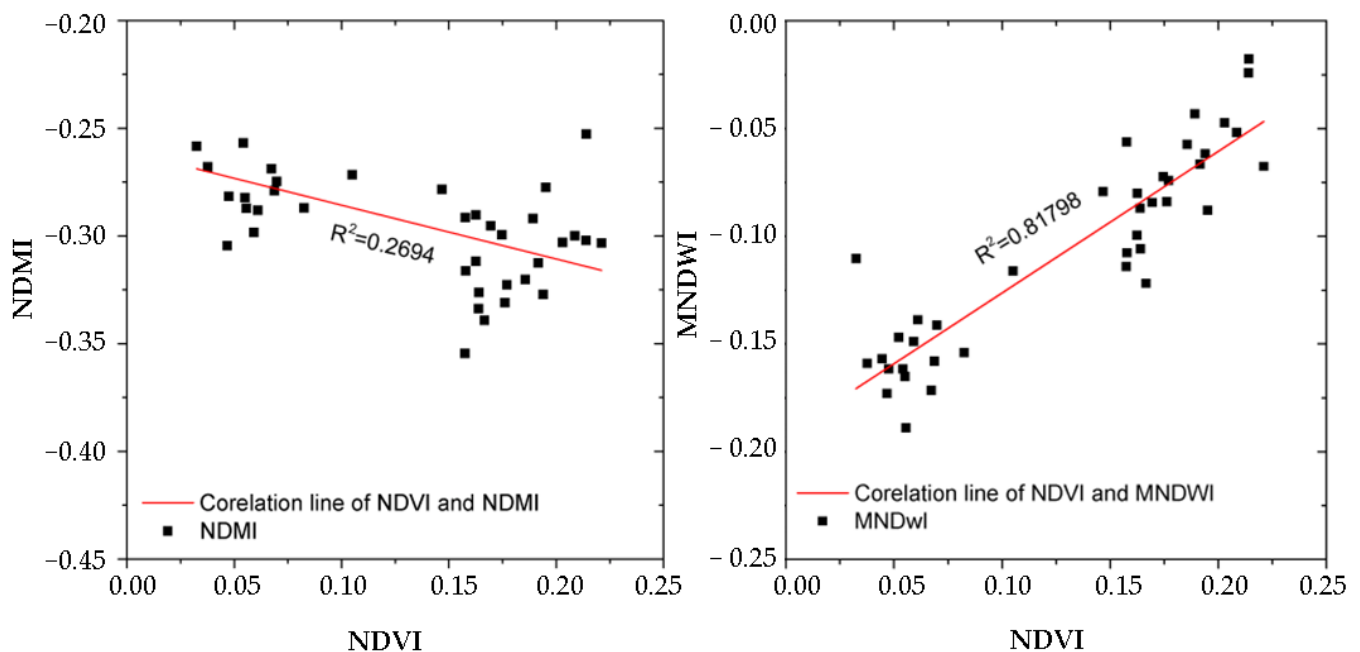 −0.20
−0.25
−0.30
−0.35
−0.40
−0.45
NDMI
R²=0.2694
Corelation line of NDVI and NDMI
NDMI
0.00 0.05 0.10 0.15 0.20 0.25
NDVI
0.00
−0.05
−0.10
−0.15
−0.20
−0.25
MNDWI
R²=0.81798
Corelation line of NDVI and MNDWI
MNDwI
0.00 0.05 0.10 0.15 0.20 0.25
NDVI